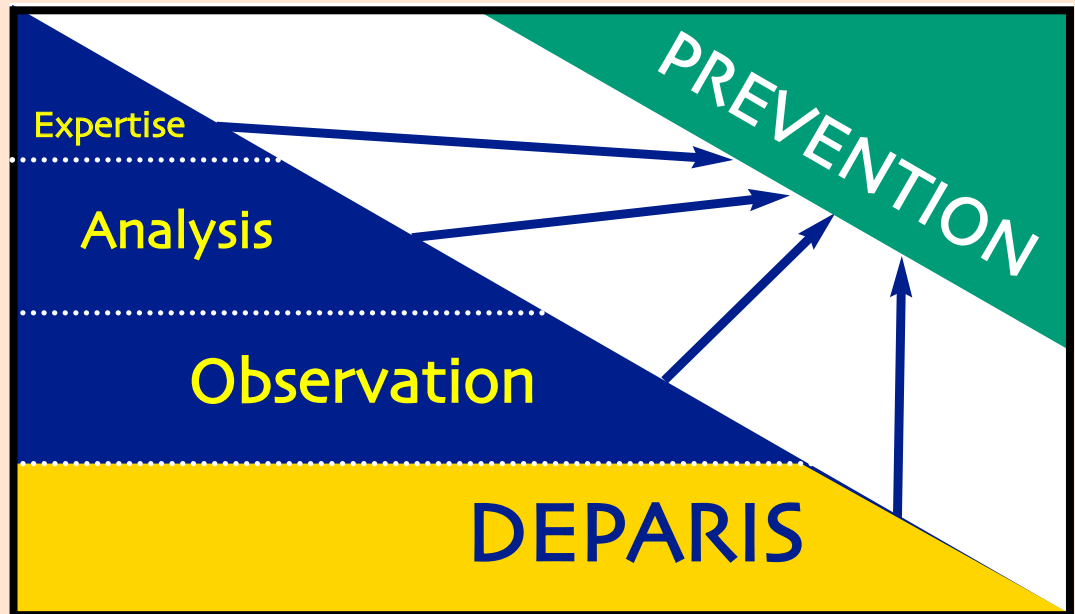 PREVENTION
Expertise
Analysis
Observation
DEPARIS